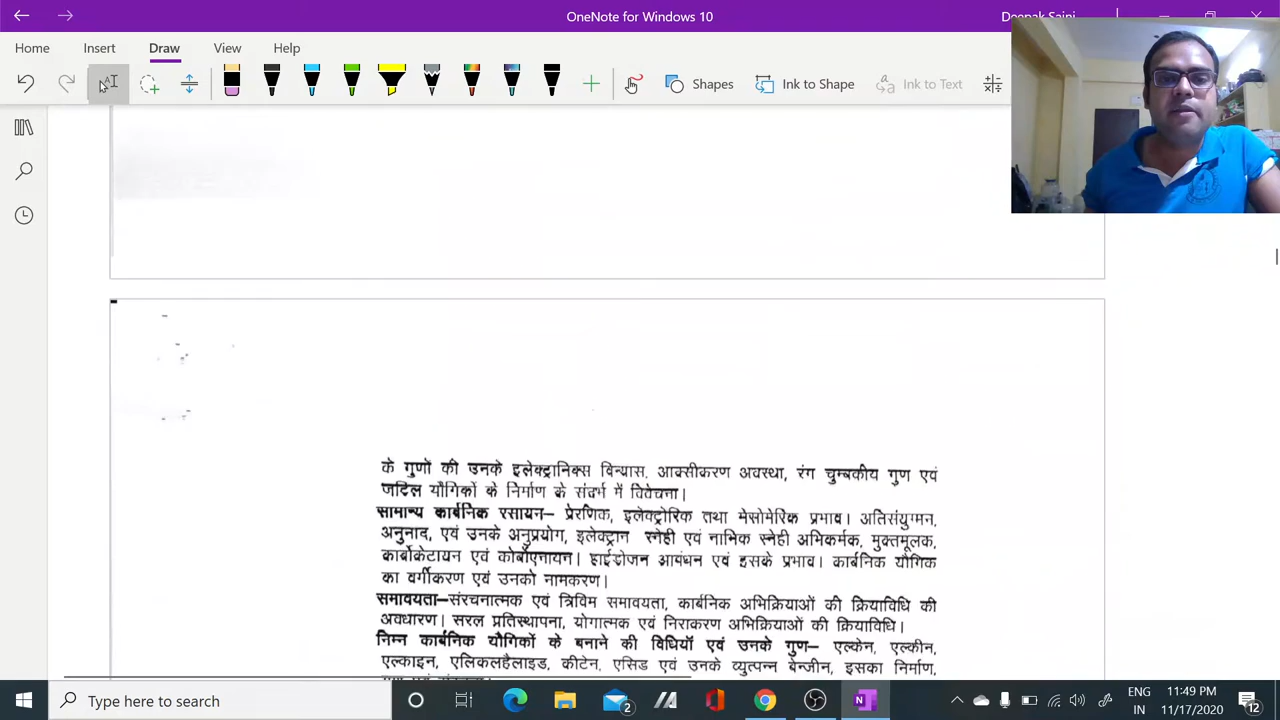 OneNote for Windows 10
Deepak Saini
Home Insert Draw View Help
Shapes Ink to Shape Ink to Text
के गुणों की उनके इलेक्ट्रानिक्स विन्यास, आक्सीकरण अवस्था, रंग चुम्बकीय गुण एवं
जटिल यौगिकों के निर्माण के संदर्भ में विवेचना।
सामान्य कार्बनिक रसायन– प्रेरणिक, इलेक्ट्रोरिक तथा मेसोमेरिक प्रभाव। अतिसंयुग्मन,
अनुनाद, एवं उनके अनुप्रयोग, इलेक्ट्रान स्नेही एवं नाभिक स्नेही अभिकर्मक, मुक्तमूलक,
कार्बोकेटायन एवं कोर्बोएनायन। हाईड्रोजन आबंधन एवं इसके प्रभाव। कार्बनिक यौगिक
का वर्गीकरण एवं उनको नामकरण।
समावयता–संरचनात्मक एवं त्रिविम समावयता, कार्बनिक अभिक्रियाओं की क्रियाविधि की
अवधारण। सरल प्रतिस्थापना, योगात्मक एवं निराकरण अभिक्रियाओं की क्रियाविधि।
निम्न कार्बनिक यौगिकों के बनाने की विधियॉ एवं उनके गुण– एल्केन, एल्कीन,
एल्काइन, एलिकलहैलाइड, कीटेन, एसिड एवं उनके व्युत्पन्न बेन्जीन, इसका निर्माण,
Type here to search
2
ENG
IN
11:49 PM
11/17/2020
12